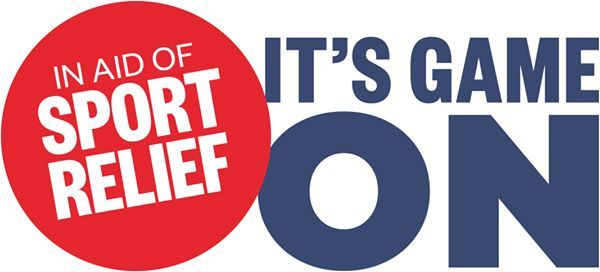 IN AID OF
SPORT
RELIEF
IT'S GAME
ON